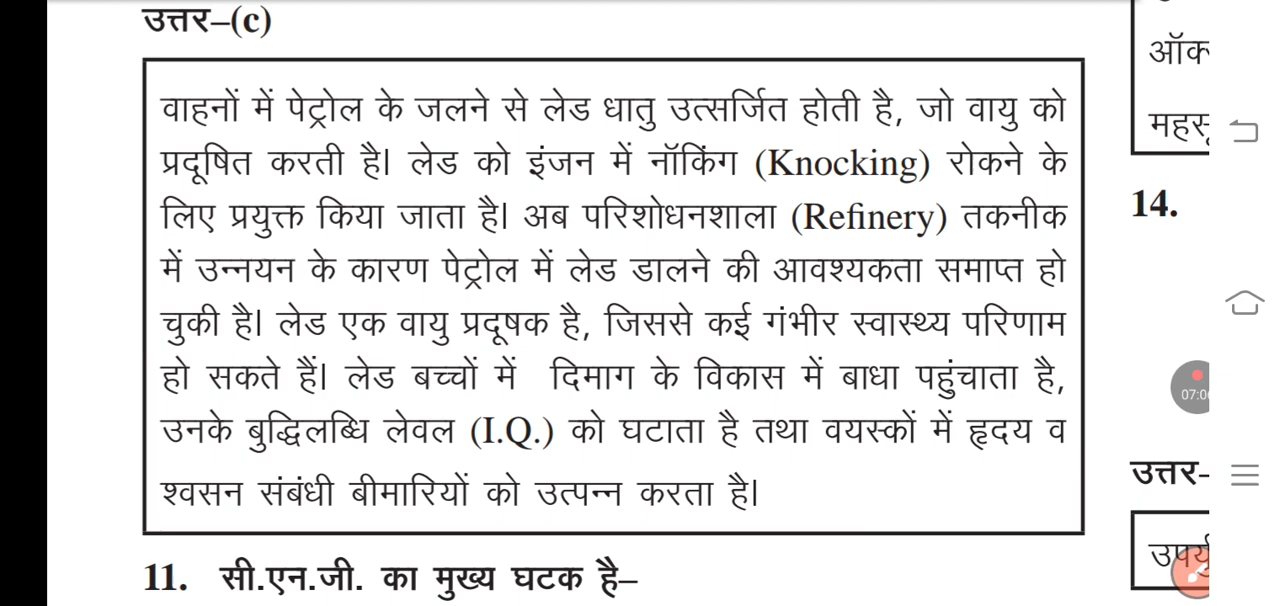 उत्तर–(c)
वाहनों में पेट्रोल के जलने से लेड धातु उत्सर्जित होती है, जो वायु को
प्रदूषित करती है। लेड को इंजन में नॉकिंग (Knocking) रोकने के
लिए प्रयुक्त किया जाता है। अब परिशोधनशाला (Refinery) तकनीक
में उन्नयन के कारण पेट्रोल में लेड डालने की आवश्यकता समाप्त हो
चुकी है। लेड एक वायु प्रदूषक है, जिससे कई गंभीर स्वास्थ्य परिणाम
हो सकते हैं। लेड बच्चों में दिमाग के विकास में बाधा पहुंचाता है,
उनके बुद्धिलब्धि लेवल (I.Q.) को घटाता है तथा वयस्कों में हृदय व
श्वसन संबंधी बीमारियों को उत्पन्न करता है।
11. सी.एन.जी. का मुख्य घटक है–
14.
उत्तर-